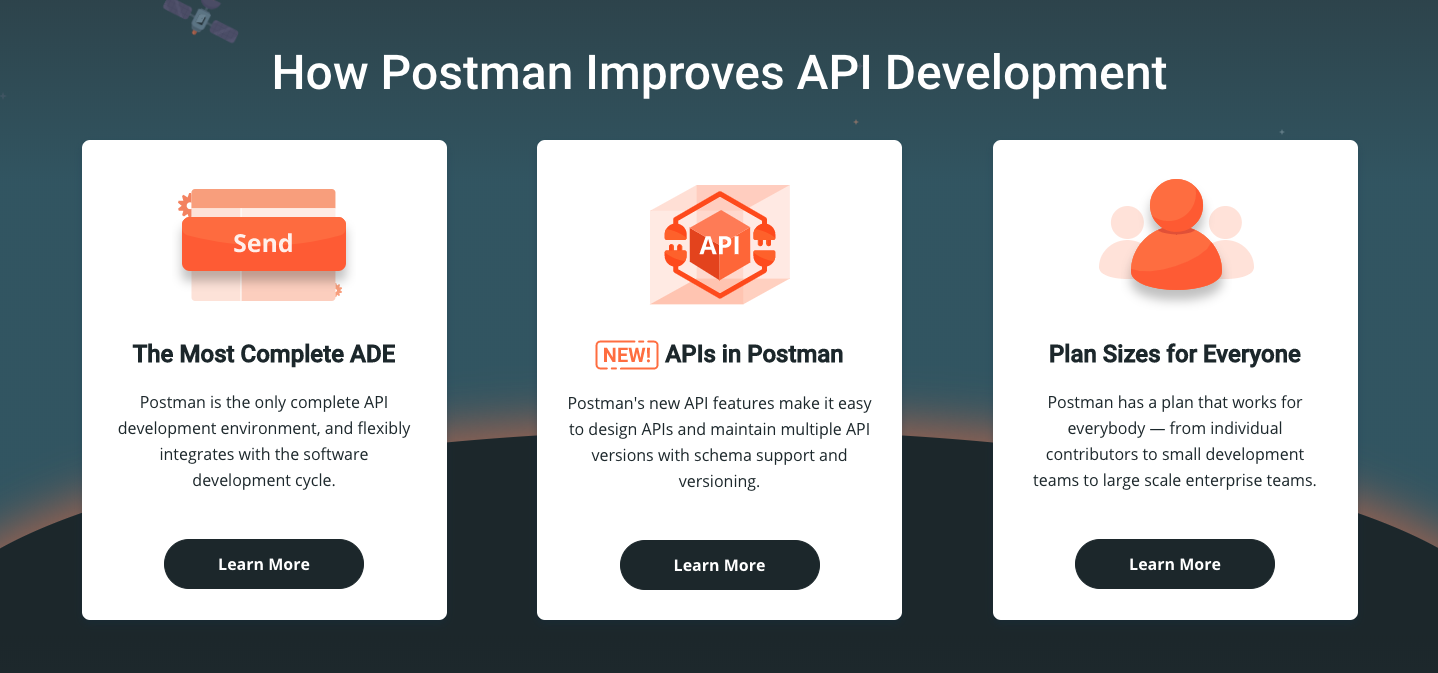 How Postman Improves API Development
Send
The Most Complete ADE
Postman is the only complete API
development environment, and flexibly
integrates with the software
development cycle.
Learn More
API
NEW! APIs in Postman
Postman's new API features make it easy
to design APIs and maintain multiple API
versions with schema support and
versioning.
Learn More
Plan Sizes for Everyone
Postman has a plan that works for
everybody — from individual
contributors to small development
teams to large scale enterprise teams.
Learn More